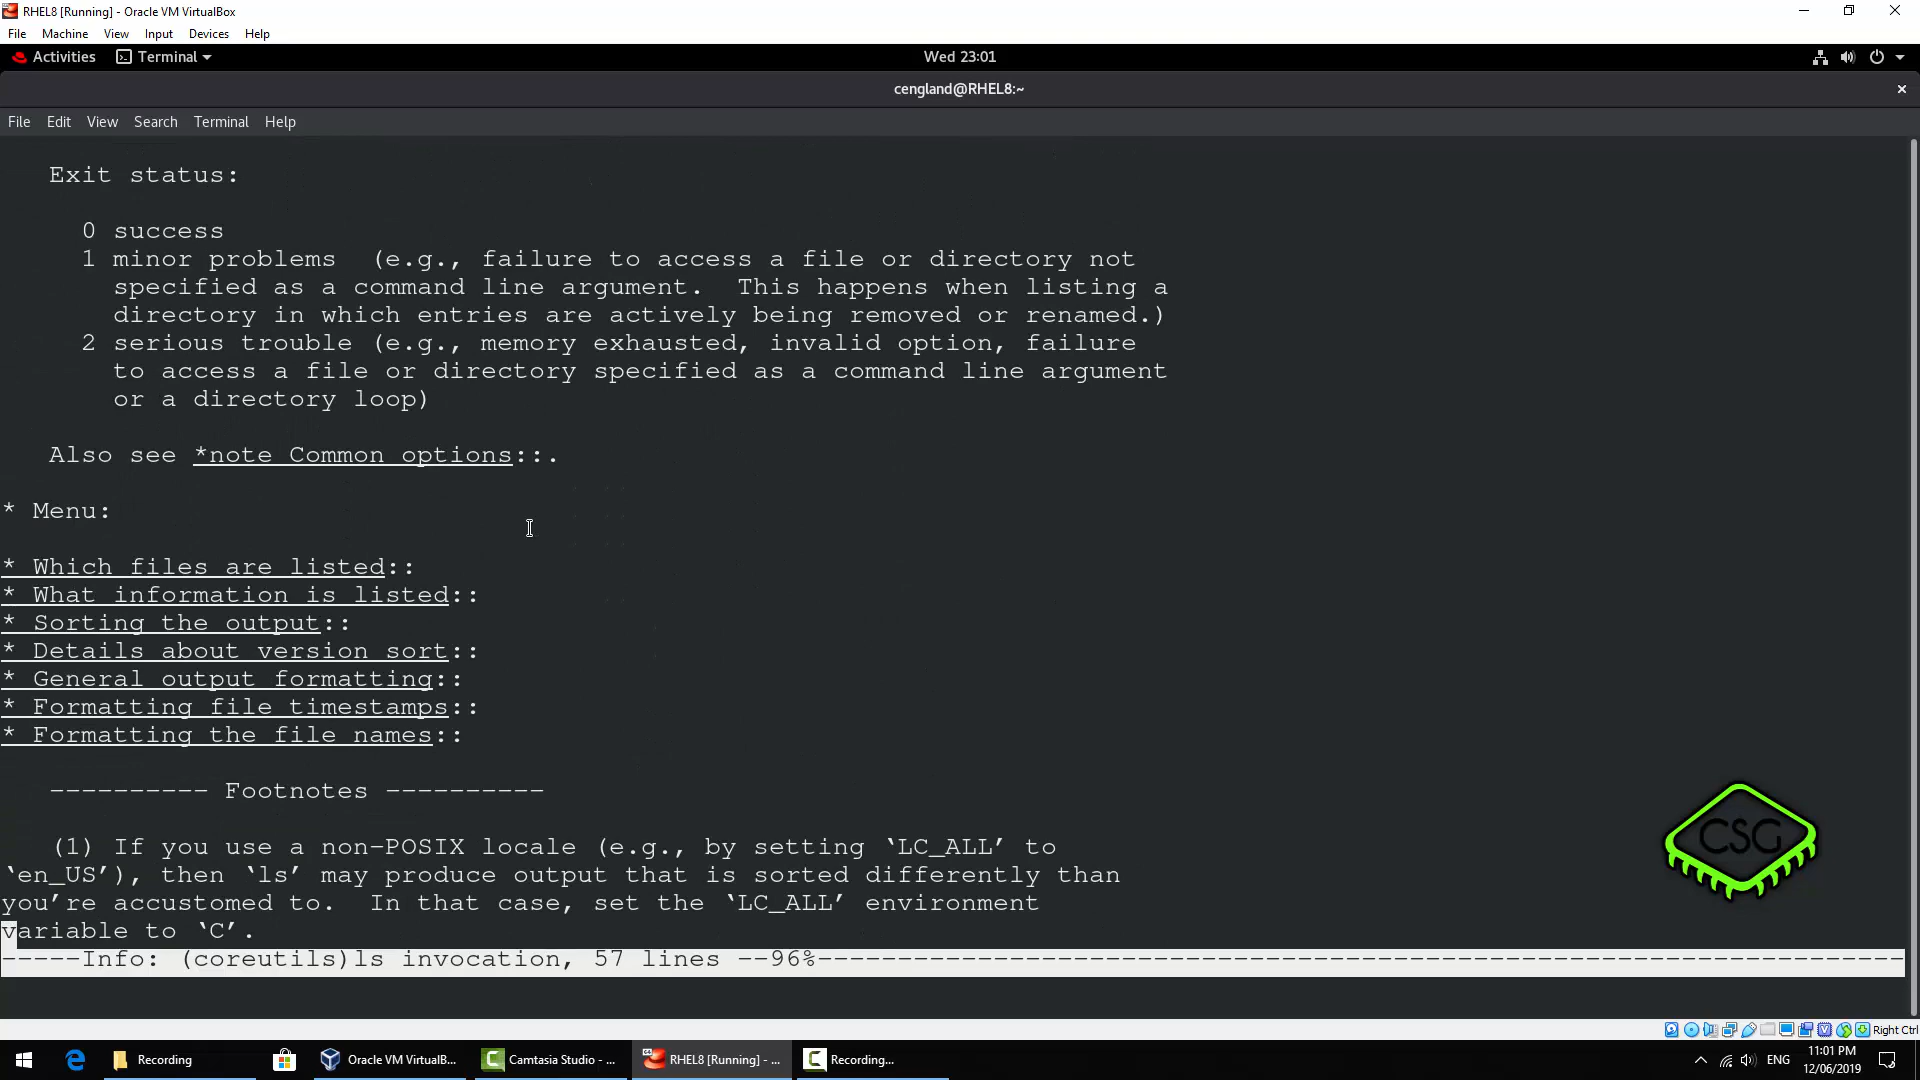 RHEL8 [Running] - Oracle VM VirtualBox
File Machine View Input Devices Help
Activities Terminal Wed 23:01
cengland@RHEL8:~
File Edit View Search Terminal Help
Exit status:
0 success
1 minor problems (e.g., failure to access a file or directory not
specified as a command line argument. This happens when listing a
directory in which entries are actively being removed or renamed.)
2 serious trouble (e.g., memory exhausted, invalid option, failure
to access a file or directory specified as a command line argument
or a directory loop)
Also see *note Common options::.
* Menu:
* Which files are listed::
* What information is listed::
* Sorting the output::
* Details about version sort::
* General output formatting::
* Formatting file timestamps::
* Formatting the file names::
---------- Footnotes ----------
(1) If you use a non-POSIX locale (e.g., by setting ‘LC_ALL’ to
‘en_US’), then ‘ls’ may produce output that is sorted differently than
you’re accustomed to. In that case, set the ‘LC_ALL’ environment
variable to ‘C’.
-----Info: (coreutils)ls invocation, 57 lines --96%--------------------------------------------------------------------
CSG
Right Ctrl
Recording Oracle VM VirtualB... Camtasia Studio - ... RHEL8 [Running] - ... Recording... ENG 11:01 PM
12/06/2019